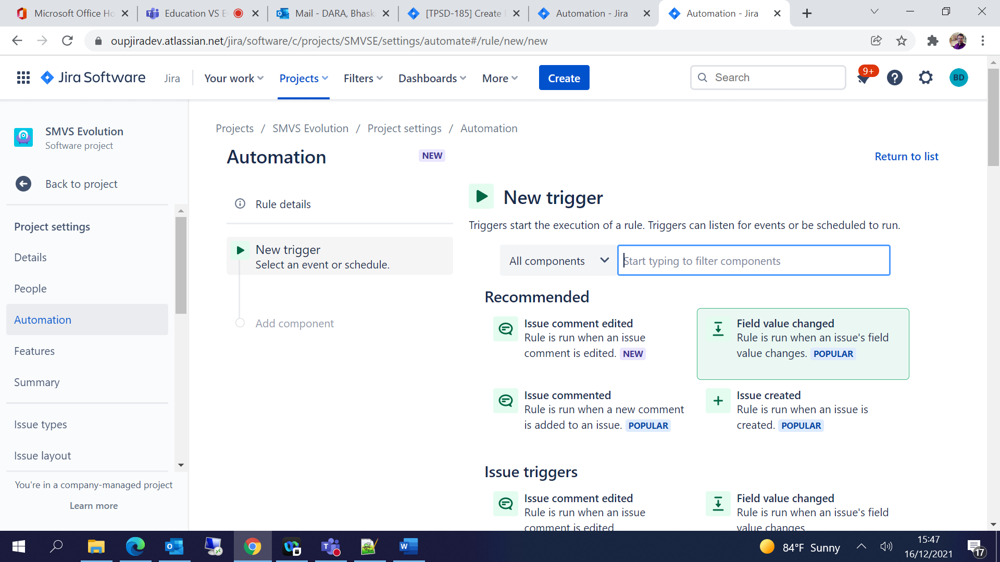 Microsoft Office Ho
Education VS E
Mail - DARA, Bhask
[TPSD-185] Create
Automation - Jira
Automation - Jira
oupjiradev.atlassian.net/jira/software/c/projects/SMVSE/settings/automate#/rule/new/new
Jira Software
Jira
Your work
Projects
Filters
Dashboards
More
Create
Search
9+
BD
SMVS Evolution
Software project
Back to project
Project settings
Details
People
Automation
Features
Summary
Issue types
Issue layout
You're in a company-managed project
Learn more
Projects / SMVS Evolution / Project settings / Automation
Automation
NEW
Return to list
Rule details
New trigger
Select an event or schedule.
Add component
New trigger
Triggers start the execution of a rule. Triggers can listen for events or be scheduled to run.
All components
Start typing to filter components
Recommended
Issue comment edited
Rule is run when an issue
comment is edited. NEW
Field value changed
Rule is run when an issue's field
value changes. POPULAR
Issue commented
Rule is run when a new comment
is added to an issue. POPULAR
Issue created
Rule is run when an issue is
created. POPULAR
Issue triggers
Issue comment edited
Rule is run when an issue
comment is edited
Field value changed
Rule is run when an issue's field
value changes
84°F Sunny
15:47
16/12/2021
17